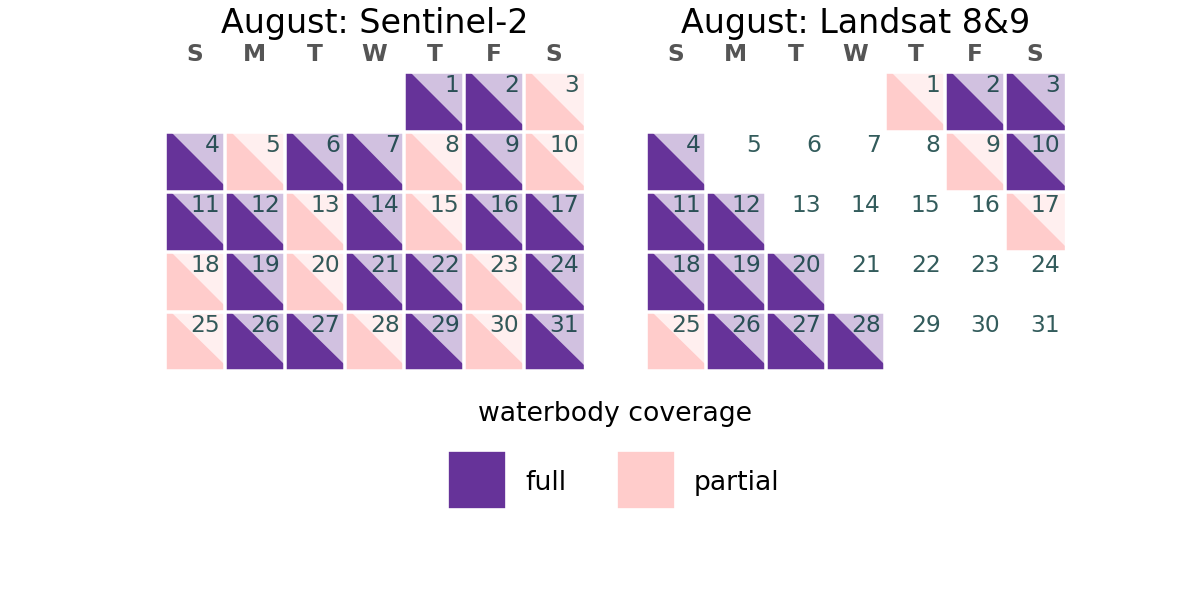 August: Sentinel-2
S M T W T F S
1 2 3
4 5 6 7 8 9 10
11 12 13 14 15 16 17
18 19 20 21 22 23 24
25 26 27 28 29 30 31
August: Landsat 8&9
S M T W T F S
1 2 3
4 5 6 7 8 9 10
11 12 13 14 15 16 17
18 19 20 21 22 23 24
25 26 27 28 29 30 31
waterbody coverage
full partial